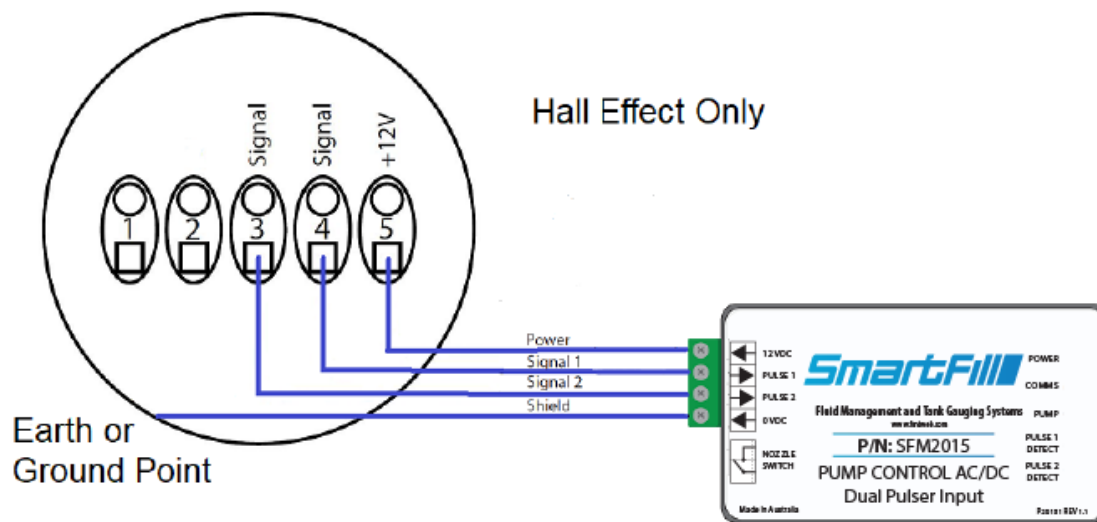 Hall Effect Only
Signal
Signal
+12V
1
2
3
4
5
Power
Signal 1
Signal 2
Shield
Earth or
Ground Point
12VDC
PULSE 1
PULSE 2
0VDC
NOZZLE
SWITCH
SmartFill
Fluid Management and Tank Gauging Systems
P/N: SFM2015
PUMP CONTROL AC/DC
Dual Pulser Input
POWER
COMMS
PUMP
PULSE 1
DETECT
PULSE 2
DETECT
Made In Australia